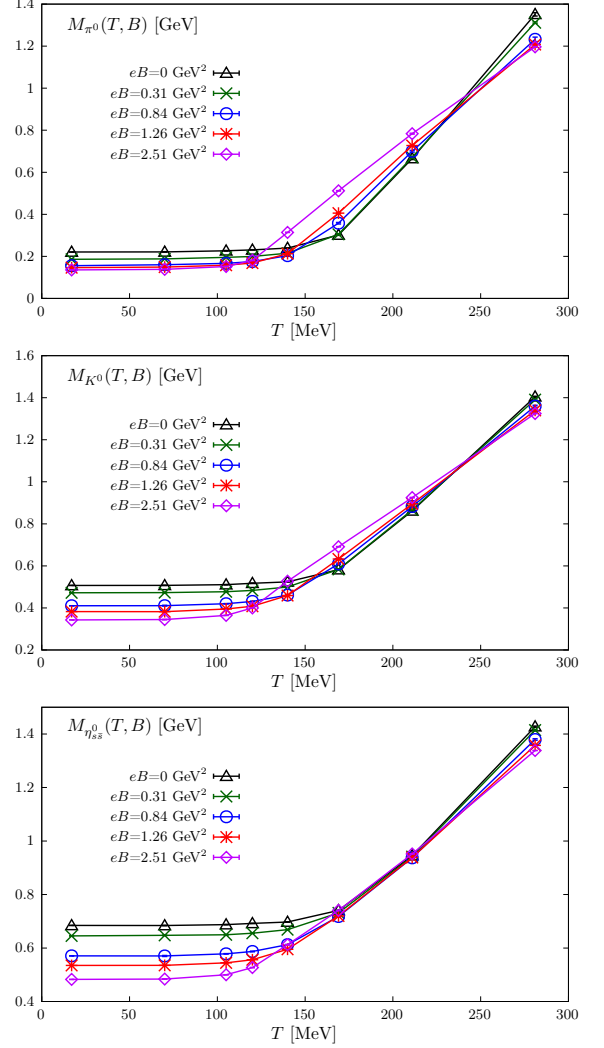 1.4
1.2
1
0.8
0.6
0.4
0.2
0
M_{π^0}(T, B) [GeV]
eB=0 GeV²
eB=0.31 GeV²
eB=0.84 GeV²
eB=1.26 GeV²
eB=2.51 GeV²
0 50 100 150 200 250 300
T [MeV]
1.6
1.4
1.2
1
0.8
0.6
0.4
0.2
M_{K^0}(T, B) [GeV]
eB=0 GeV²
eB=0.31 GeV²
eB=0.84 GeV²
eB=1.26 GeV²
eB=2.51 GeV²
0 50 100 150 200 250 300
T [MeV]
1.4
1.2
1
0.8
0.6
0.4
M_{η^0_{ss̄}}(T, B) [GeV]
eB=0 GeV²
eB=0.31 GeV²
eB=0.84 GeV²
eB=1.26 GeV²
eB=2.51 GeV²
0 50 100 150 200 250 300
T [MeV]